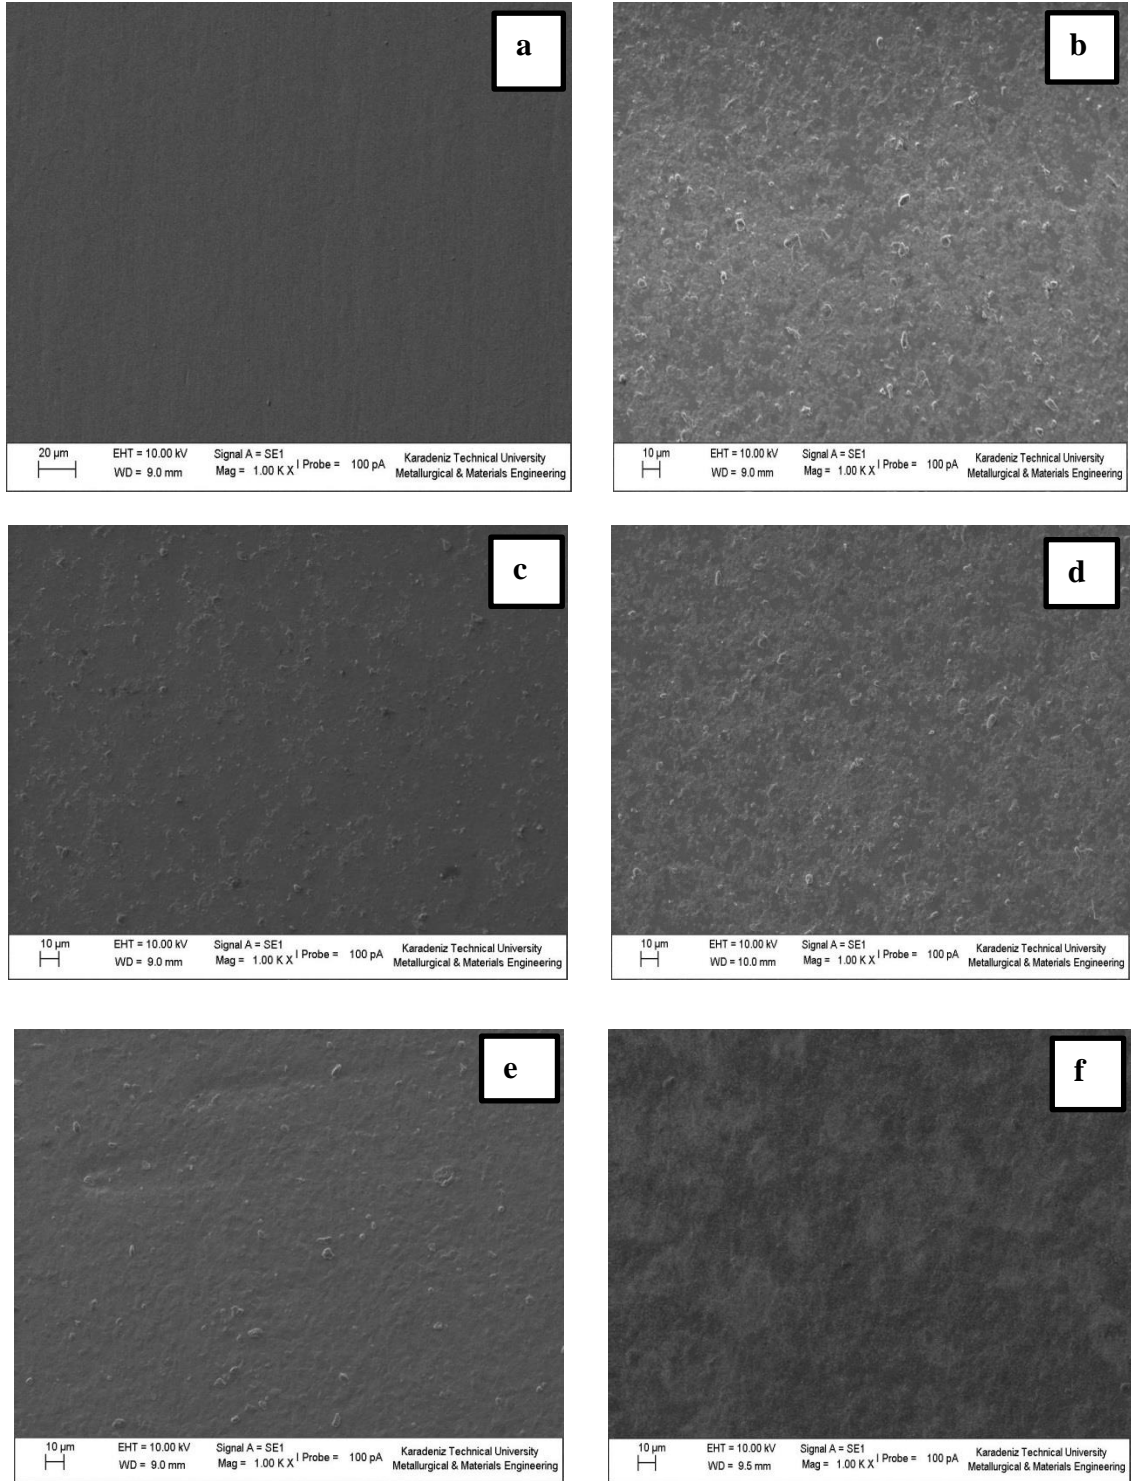 a
20 µm EHT = 10.00 kV Signal A = SE1 I Probe = 100 pA Karadeniz Technical University
WD = 9.0 mm Mag = 1.00 K X Metallurgical & Materials Engineering
b
10 µm EHT = 10.00 kV Signal A = SE1 I Probe = 100 pA Karadeniz Technical University
WD = 9.0 mm Mag = 1.00 K X Metallurgical & Materials Engineering
c
10 µm EHT = 10.00 kV Signal A = SE1 I Probe = 100 pA Karadeniz Technical University
WD = 9.0 mm Mag = 1.00 K X Metallurgical & Materials Engineering
d
10 µm EHT = 10.00 kV Signal A = SE1 I Probe = 100 pA Karadeniz Technical University
WD = 10.0 mm Mag = 1.00 K X Metallurgical & Materials Engineering
e
10 µm EHT = 10.00 kV Signal A = SE1 I Probe = 100 pA Karadeniz Technical University
WD = 9.0 mm Mag = 1.00 K X Metallurgical & Materials Engineering
f
10 µm EHT = 10.00 kV Signal A = SE1 I Probe = 100 pA Karadeniz Technical University
WD = 9.5 mm Mag = 1.00 K X Metallurgical & Materials Engineering